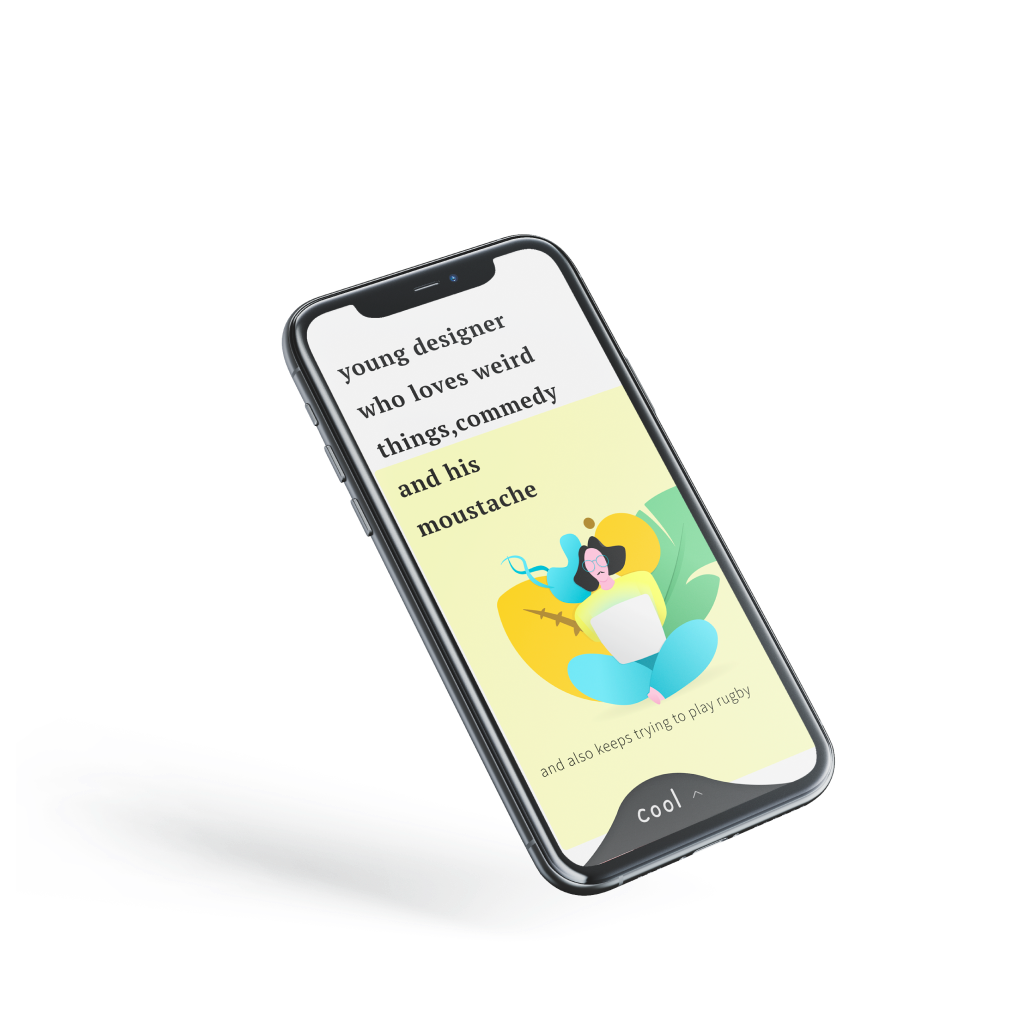 young designer
who loves weird
things,commedy
and his
moustache
and also keeps trying to play rugby
cool